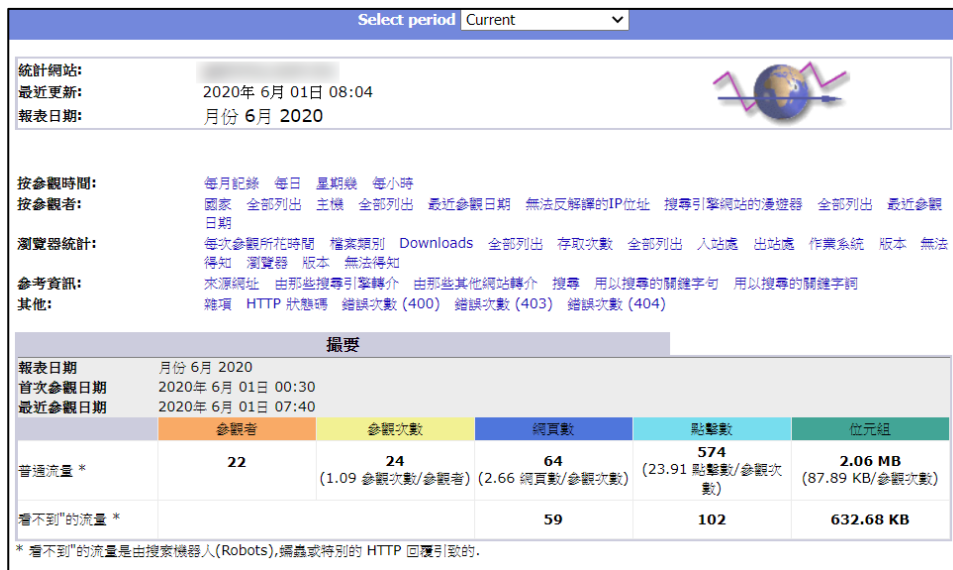 Select period Current
統計網站:
最近更新: 2020年 6月 01日 08:04
報表日期: 月份 6月 2020
按參觀時間: 每月記錄 每日 星期幾 每小時
按參觀者: 國家 全部列出 主機 全部列出 最近參觀日期 無法反解譯的IP位址 搜尋引擎網站的漫遊器 全部列出 最近參觀
日期
瀏覽器統計: 每次參觀所花時間 檔案類別 Downloads 全部列出 存取次數 全部列出 入站處 出站處 作業系統 版本 無法
得知 瀏覽器 版本 無法得知
參考資訊: 來源網址 由那些搜尋引擎轉介 由那些其他網站轉介 搜尋 用以搜尋的關鍵字句 用以搜尋的關鍵字詞
其他: 雜項 HTTP 狀態碼 錯誤次數 (400) 錯誤次數 (403) 錯誤次數 (404)
撮要
報表日期 月份 6月 2020
首次參觀日期 2020年 6月 01日 00:30
最近參觀日期 2020年 6月 01日 07:40
參觀者 參觀次數 網頁數 點擊數 位元組
普通流量 * 22 24 64 574 2.06 MB
(1.09 參觀次數/參觀者) (2.66 網頁數/參觀次數) (23.91 點擊數/參觀次
數) (87.89 KB/參觀次數)
看不到"的流量 * 59 102 632.68 KB
* 看不到"的流量是由搜索機器人(Robots),蠕蟲或特別的 HTTP 回覆引致的.